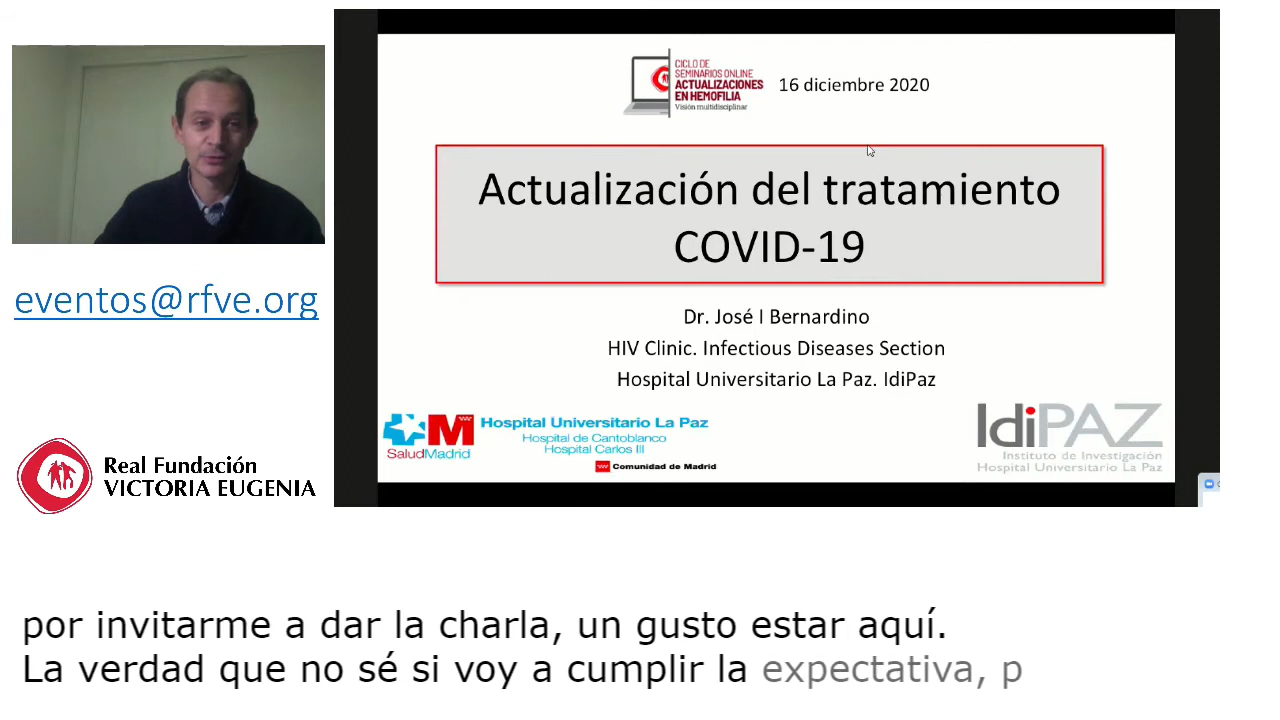 CICLO DE
SEMINARIOS ONLINE
ACTUALIZACIONES
EN HEMOFILIA
Visión multidisciplinar
16 diciembre 2020
Actualización del tratamiento
COVID-19
Dr. José I Bernardino
HIV Clinic. Infectious Diseases Section
Hospital Universitario La Paz. IdiPaz
SaludMadrid
Hospital Universitario La Paz
Hospital de Cantoblanco
Hospital Carlos III
Comunidad de Madrid
IdiPAZ
Instituto de Investigación
Hospital Universitario La Paz
eventos@rfve.org
Real Fundación
VICTORIA EUGENIA
por invitarme a dar la charla, un gusto estar aquí.
La verdad que no sé si voy a cumplir la expectativa, p